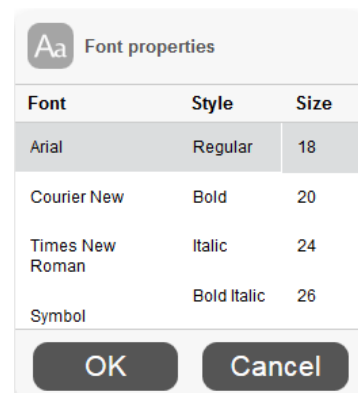 Aa Font properties
Font Style Size
Arial Regular 18
Courier New Bold 20
Times New Italic 24
Roman
Bold Italic 26
Symbol
OK Cancel